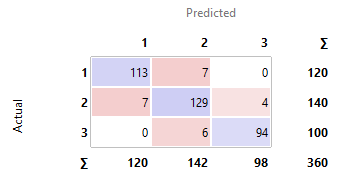 Predicted
1 2 3 ∑
1 113 7 0 120
2 7 129 4 140
3 0 6 94 100
∑ 120 142 98 360
Actual